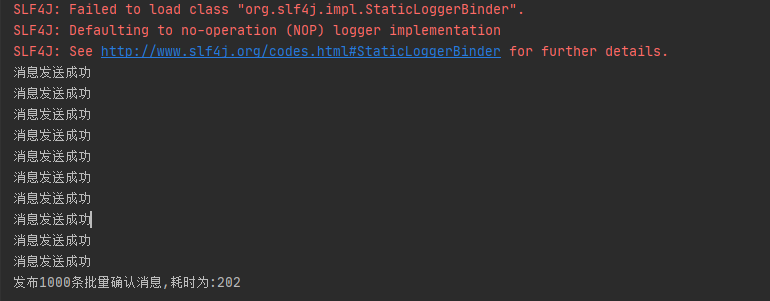 SLF4J: Failed to load class "org.slf4j.impl.StaticLoggerBinder".
SLF4J: Defaulting to no-operation (NOP) logger implementation
SLF4J: See http://www.slf4j.org/codes.html#StaticLoggerBinder for further details.
消息发送成功
消息发送成功
消息发送成功
消息发送成功
消息发送成功
消息发送成功
消息发送成功
消息发送成功
消息发送成功
消息发送成功
发布1000条批量确认消息,耗时为:202